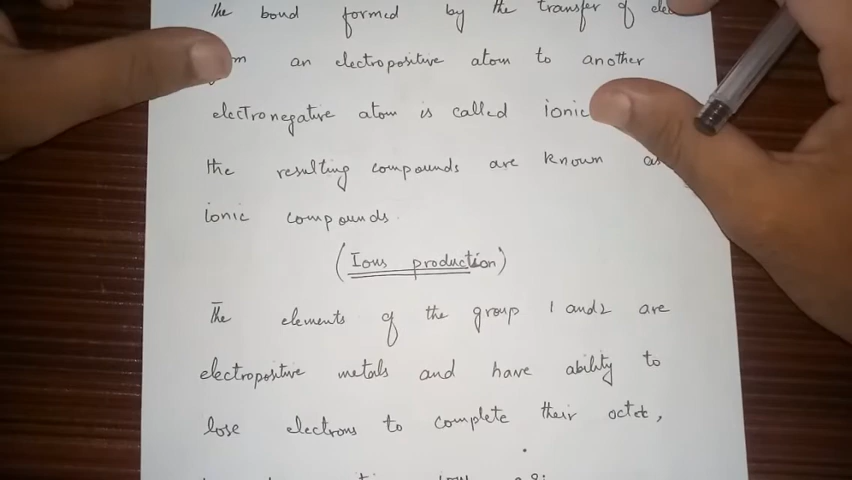 The bond formed by the transfer of
an electropositive atom to another
electronegative atom is called ionic
the resulting compounds are known as
ionic compounds.
(Ions production)
The elements of the group 1 and 2 are
electropositive metals and have ability to
lose electrons to complete their octet,